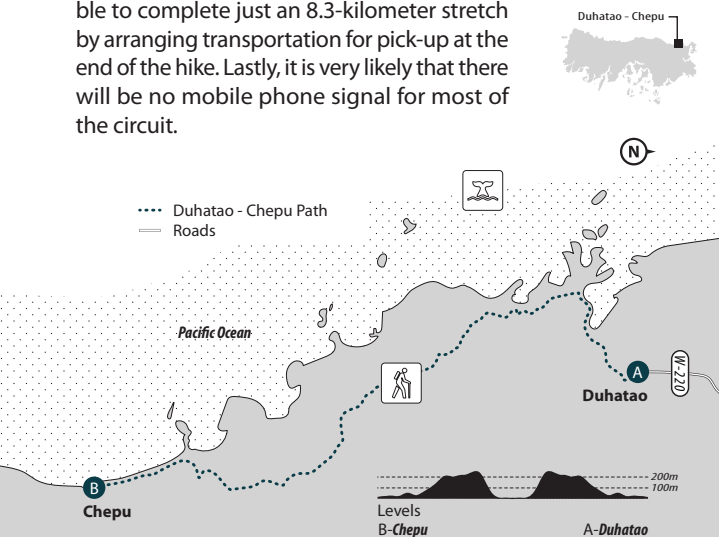 ble to complete just an 8.3-kilometer stretch
by arranging transportation for pick-up at the
end of the hike. Lastly, it is very likely that there
will be no mobile phone signal for most of
the circuit.
Duhatao - Chepu
N
Duhatao - Chepu Path
Roads
Pacific Ocean
A
W-220
Duhatao
B
Chepu
200m
100m
Levels
B-Chepu
A-Duhatao